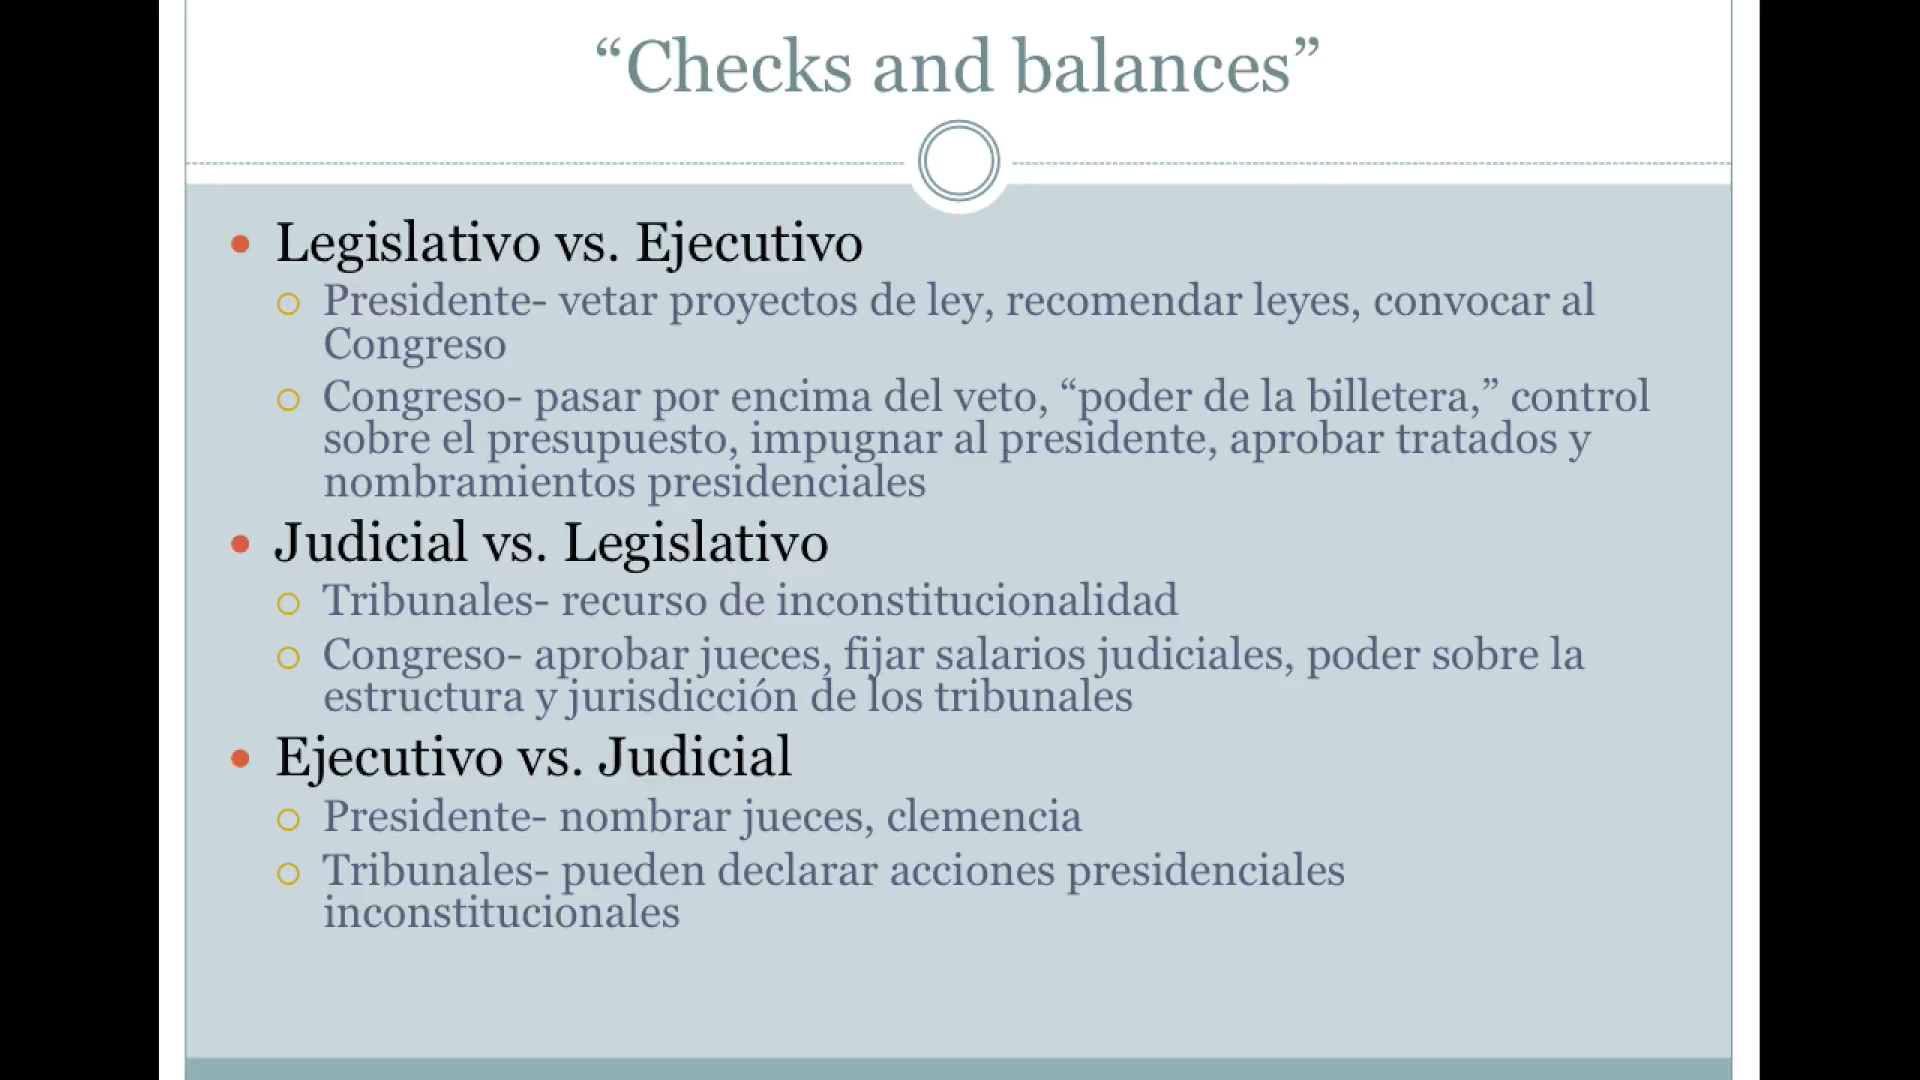 “Checks and balances”
Legislativo vs. Ejecutivo
Presidente- vetar proyectos de ley, recomendar leyes, convocar al
Congreso
Congreso- pasar por encima del veto, “poder de la billetera,” control
sobre el presupuesto, impugnar al presidente, aprobar tratados y
nombramientos presidenciales
Judicial vs. Legislativo
Tribunales- recurso de inconstitucionalidad
Congreso- aprobar jueces, fijar salarios judiciales, poder sobre la
estructura y jurisdicción de los tribunales
Ejecutivo vs. Judicial
Presidente- nombrar jueces, clemencia
Tribunales- pueden declarar acciones presidenciales
inconstitucionales